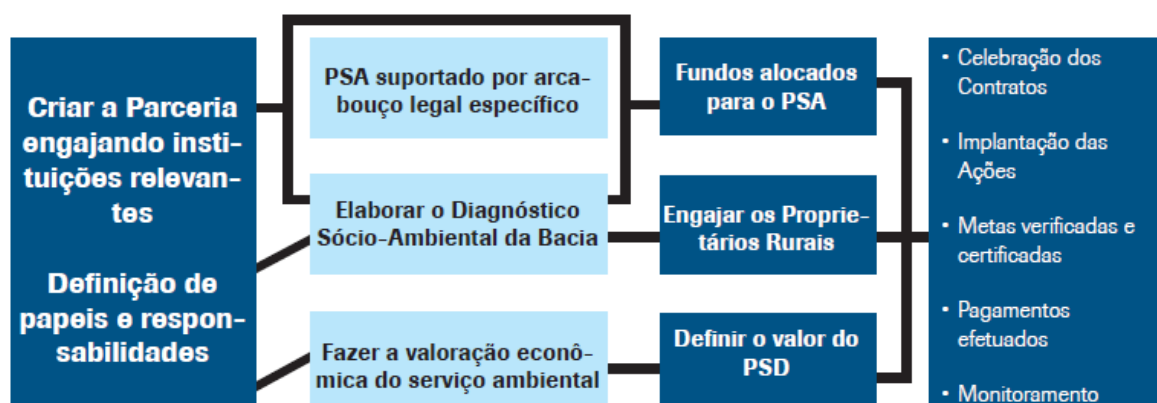 Criar a Parceria
engajando insti-
tuições relevan-
tes
Definição de
papeis e respon-
sabilidades
PSA suportado por arca-
bouço legal específico
Elaborar o Diagnóstico
Sócio-Ambiental da Bacia
Fazer a valoração econô-
mica do serviço ambiental
Fundos alocados
para o PSA
Engajar os Proprie-
tários Rurais
Definir o valor do
PSD
• Celebração dos
Contratos
• Implantação das
Ações
• Metas verificadas e
certificadas
• Pagamentos
efetuados
• Monitoramento